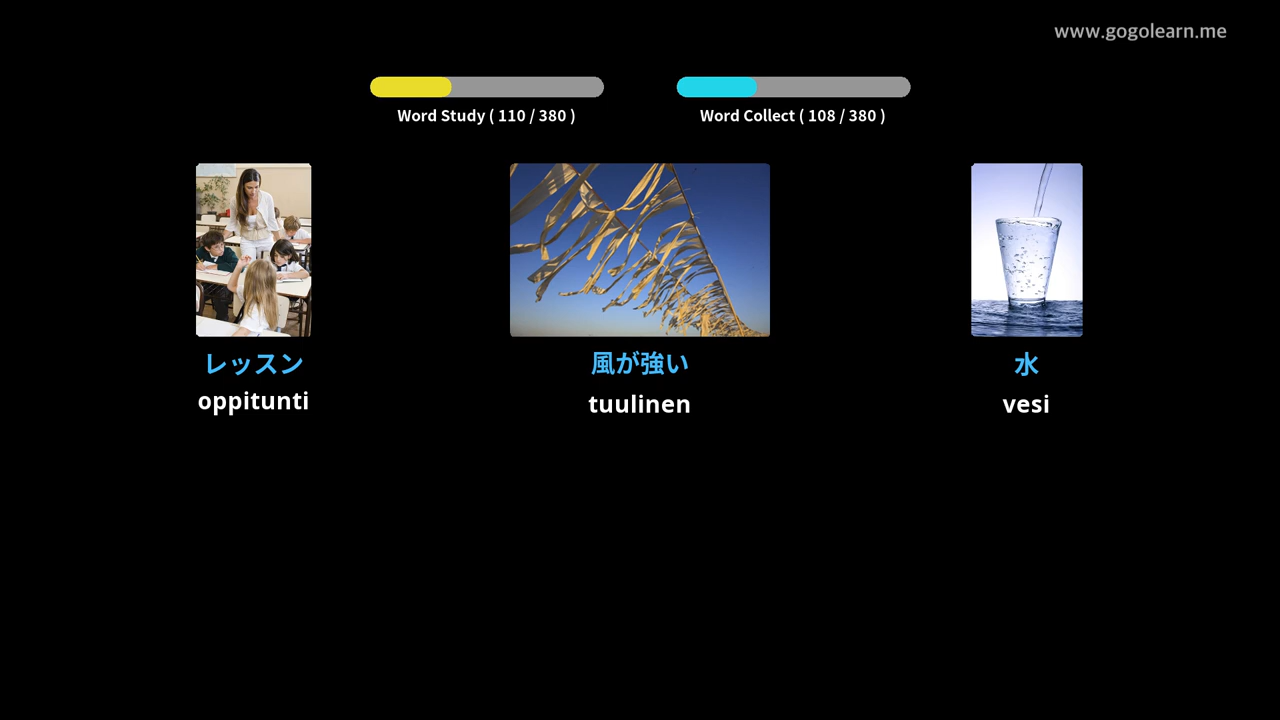 www.gogolearn.me
Word Study ( 110 / 380 )
Word Collect ( 108 / 380 )
レッスン
oppitunti
風が強い
tuulinen
水
vesi